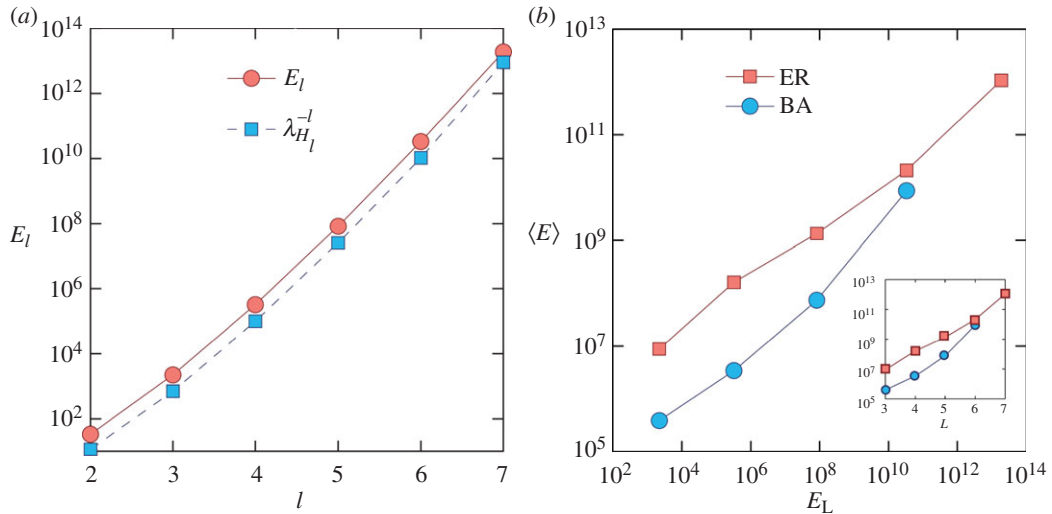 (a)
10^14
10^12
10^10
10^8
10^6
10^4
10^2
E_l
E_l
λ_{H_l}^{-l}
2 3 4 5 6 7
l
(b)
10^13
10^11
10^9
10^7
10^5
⟨E⟩
ER
BA
10^2 10^4 10^6 10^8 10^10 10^12 10^14
E_L
10^13
10^11
10^9
10^7
10^5
3 4 5 6 7
L